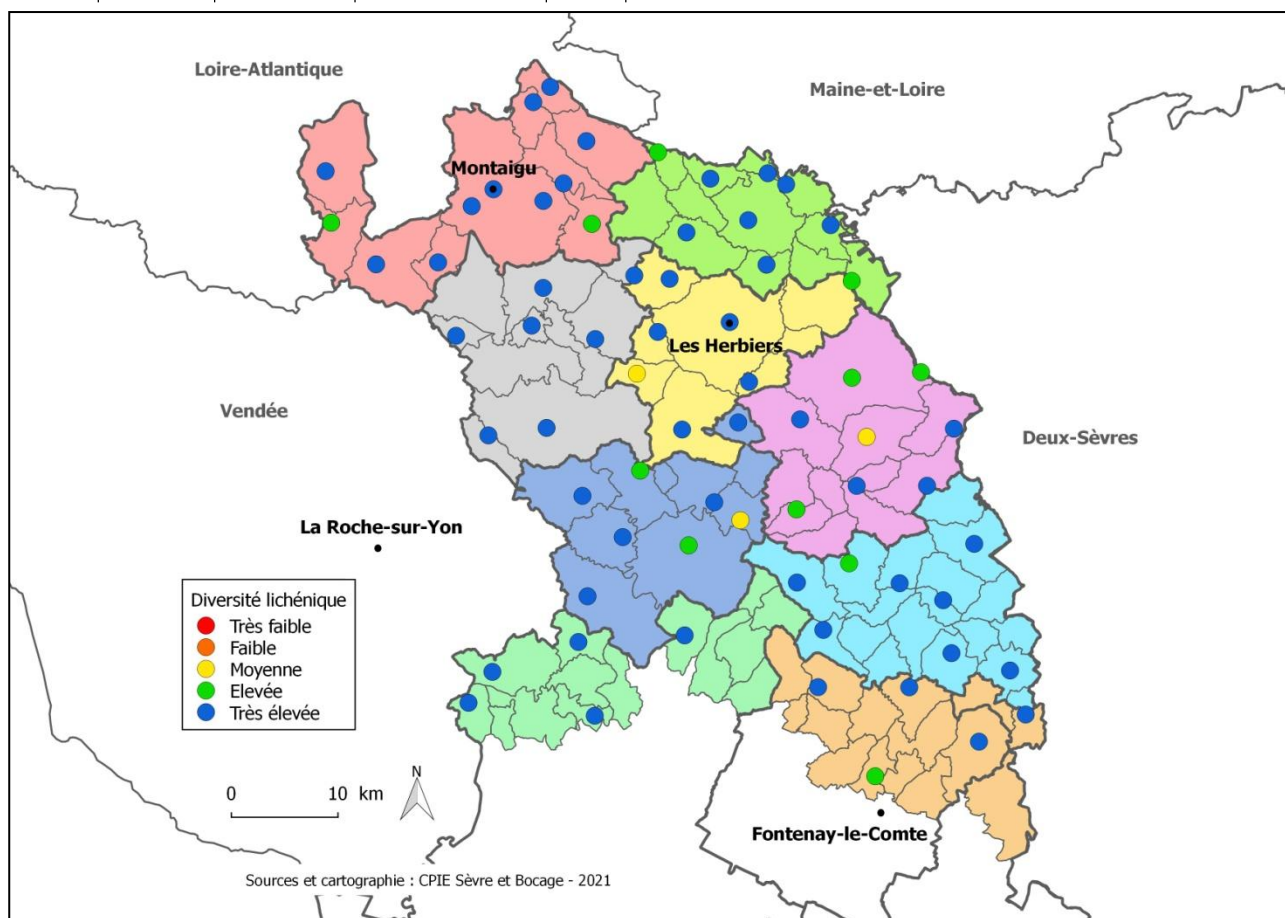 Loire-Atlantique
Maine-et-Loire
Montaigu
Les Herbiers
Vendée
Deux-Sèvres
La Roche-sur-Yon
Diversité lichénique
Très faible
Faible
Moyenne
Elevée
Très élevée
N
0 10 km
Fontenay-le-Comte
Sources et cartographie : CPIE Sèvre et Bocage - 2021